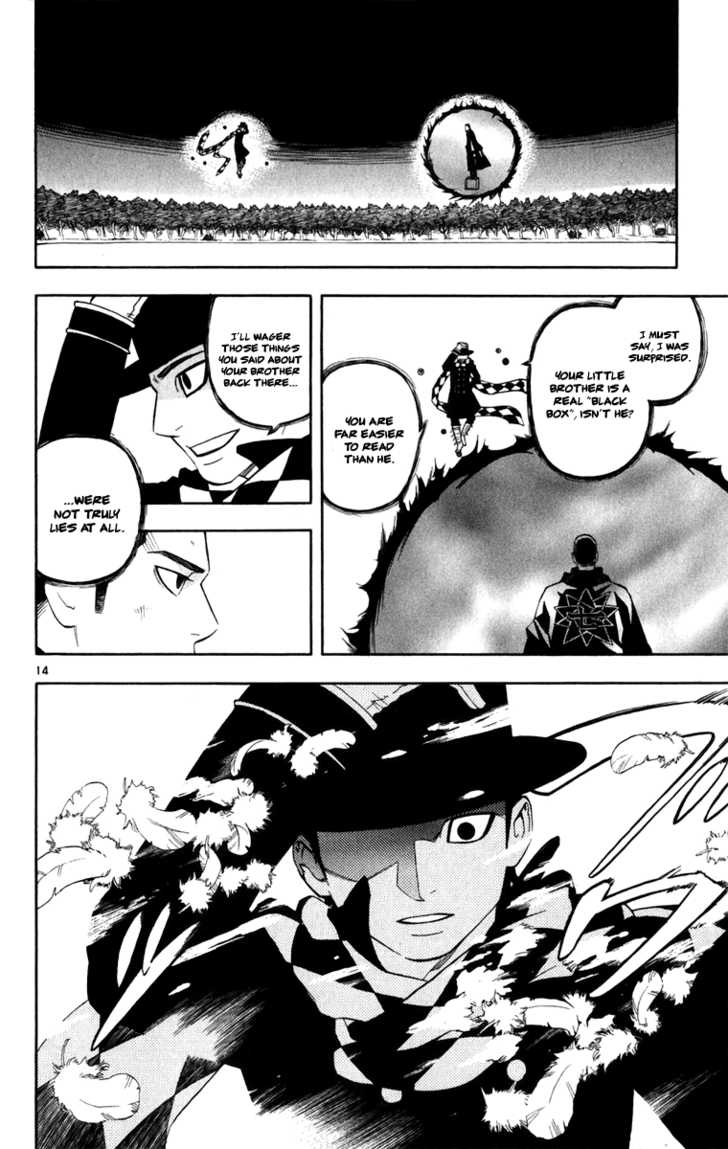 I MUST
SAY, I WAS
SURPRISED.
YOUR LITTLE
BROTHER IS A
REAL "BLACK
BOX", ISN'T HE?
YOU ARE
FAR EASIER
TO READ
THAN HE.
I'LL WAGER
THOSE THINGS
YOU SAID ABOUT
YOUR BROTHER
BACK THERE...
...WERE
NOT TRULY
LIES AT ALL.
14